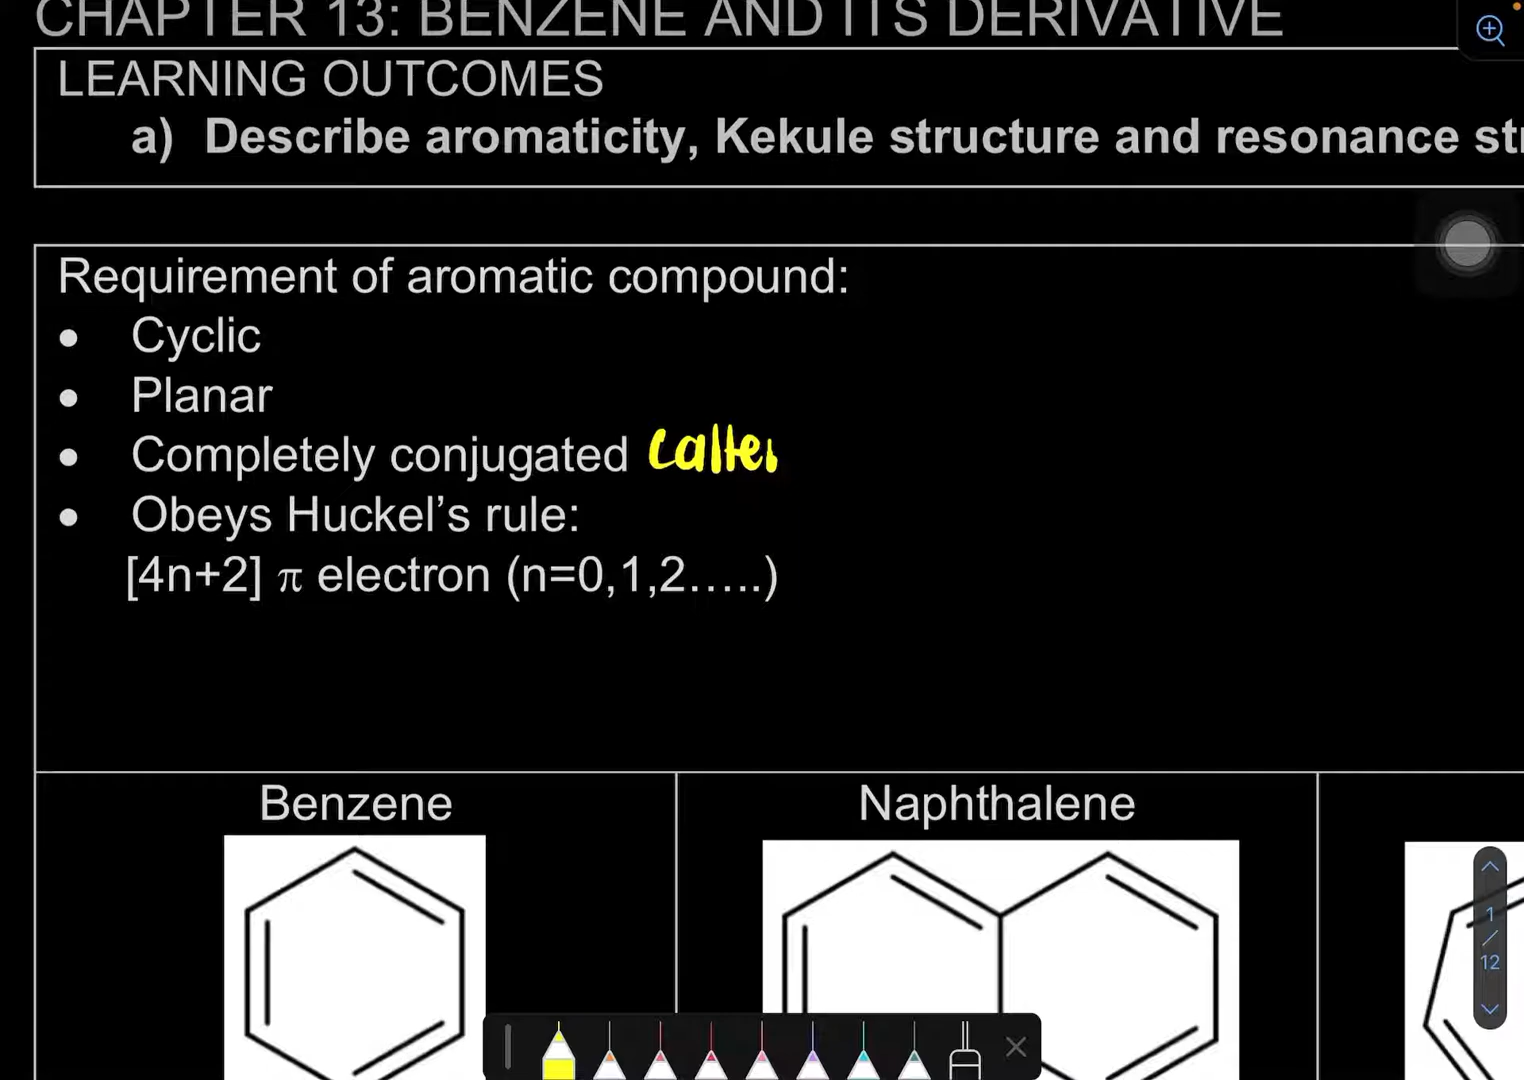 CHAPTER 13: BENZENE AND ITS DERIVATIVE
LEARNING OUTCOMES
a) Describe aromaticity, Kekule structure and resonance
Requirement of aromatic compound:
• Cyclic
• Planar
• Completely conjugated
• Obeys Huckel’s rule:
[4n+2] π electron (n=0,1,2.....)
Benzene
Naphthalene
1
/
12